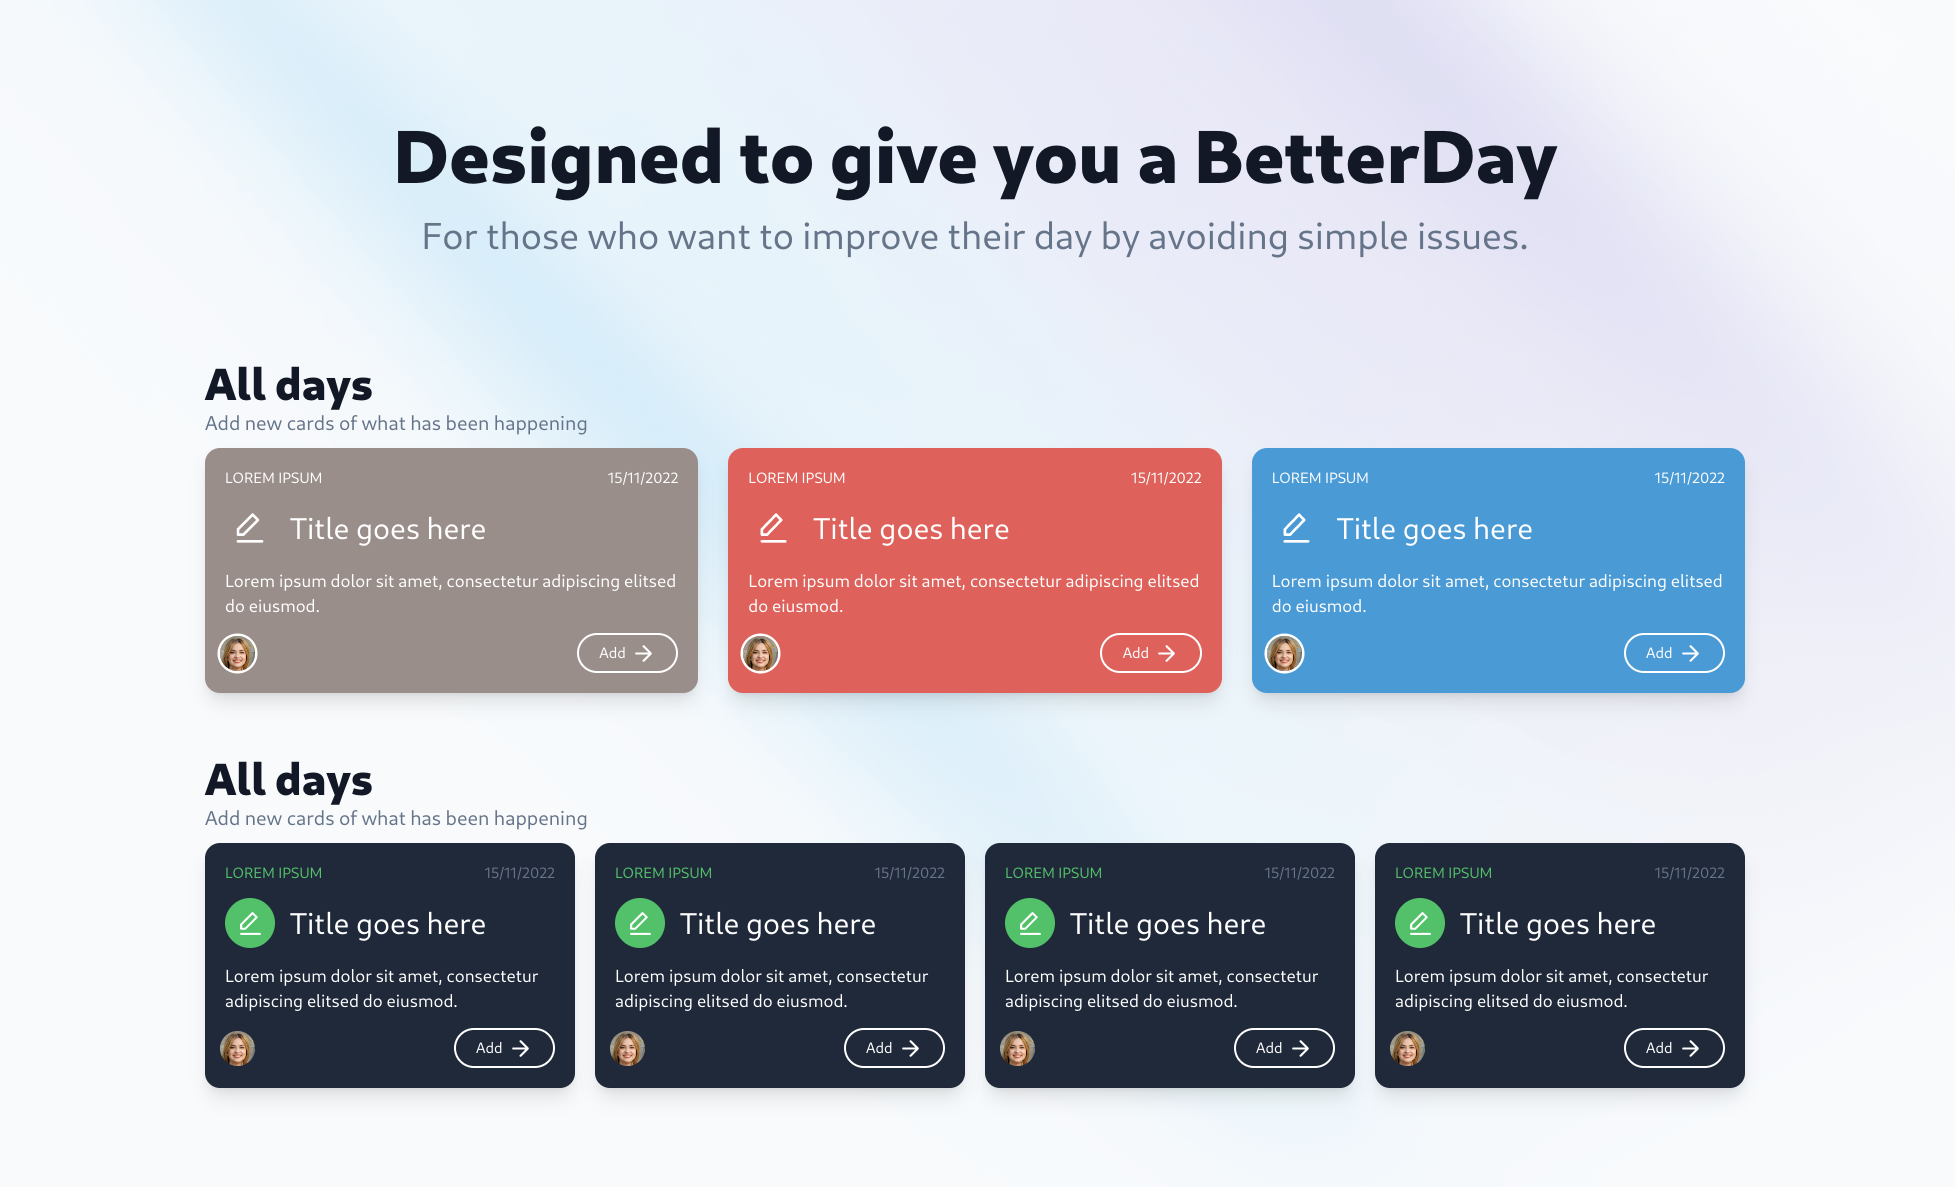 Designed to give you a BetterDay
For those who want to improve their day by avoiding simple issues.
All days
Add new cards of what has been happening
LOREM IPSUM 15/11/2022
Title goes here
Lorem ipsum dolor sit amet, consectetur adipiscing elitsed
do eiusmod.
Add
LOREM IPSUM 15/11/2022
Title goes here
Lorem ipsum dolor sit amet, consectetur adipiscing elitsed
do eiusmod.
Add
LOREM IPSUM 15/11/2022
Title goes here
Lorem ipsum dolor sit amet, consectetur adipiscing elitsed
do eiusmod.
Add
All days
Add new cards of what has been happening
LOREM IPSUM 15/11/2022
Title goes here
Lorem ipsum dolor sit amet, consectetur
adipiscing elitsed do eiusmod.
Add
LOREM IPSUM 15/11/2022
Title goes here
Lorem ipsum dolor sit amet, consectetur
adipiscing elitsed do eiusmod.
Add
LOREM IPSUM 15/11/2022
Title goes here
Lorem ipsum dolor sit amet, consectetur
adipiscing elitsed do eiusmod.
Add
LOREM IPSUM 15/11/2022
Title goes here
Lorem ipsum dolor sit amet, consectetur
adipiscing elitsed do eiusmod.
Add